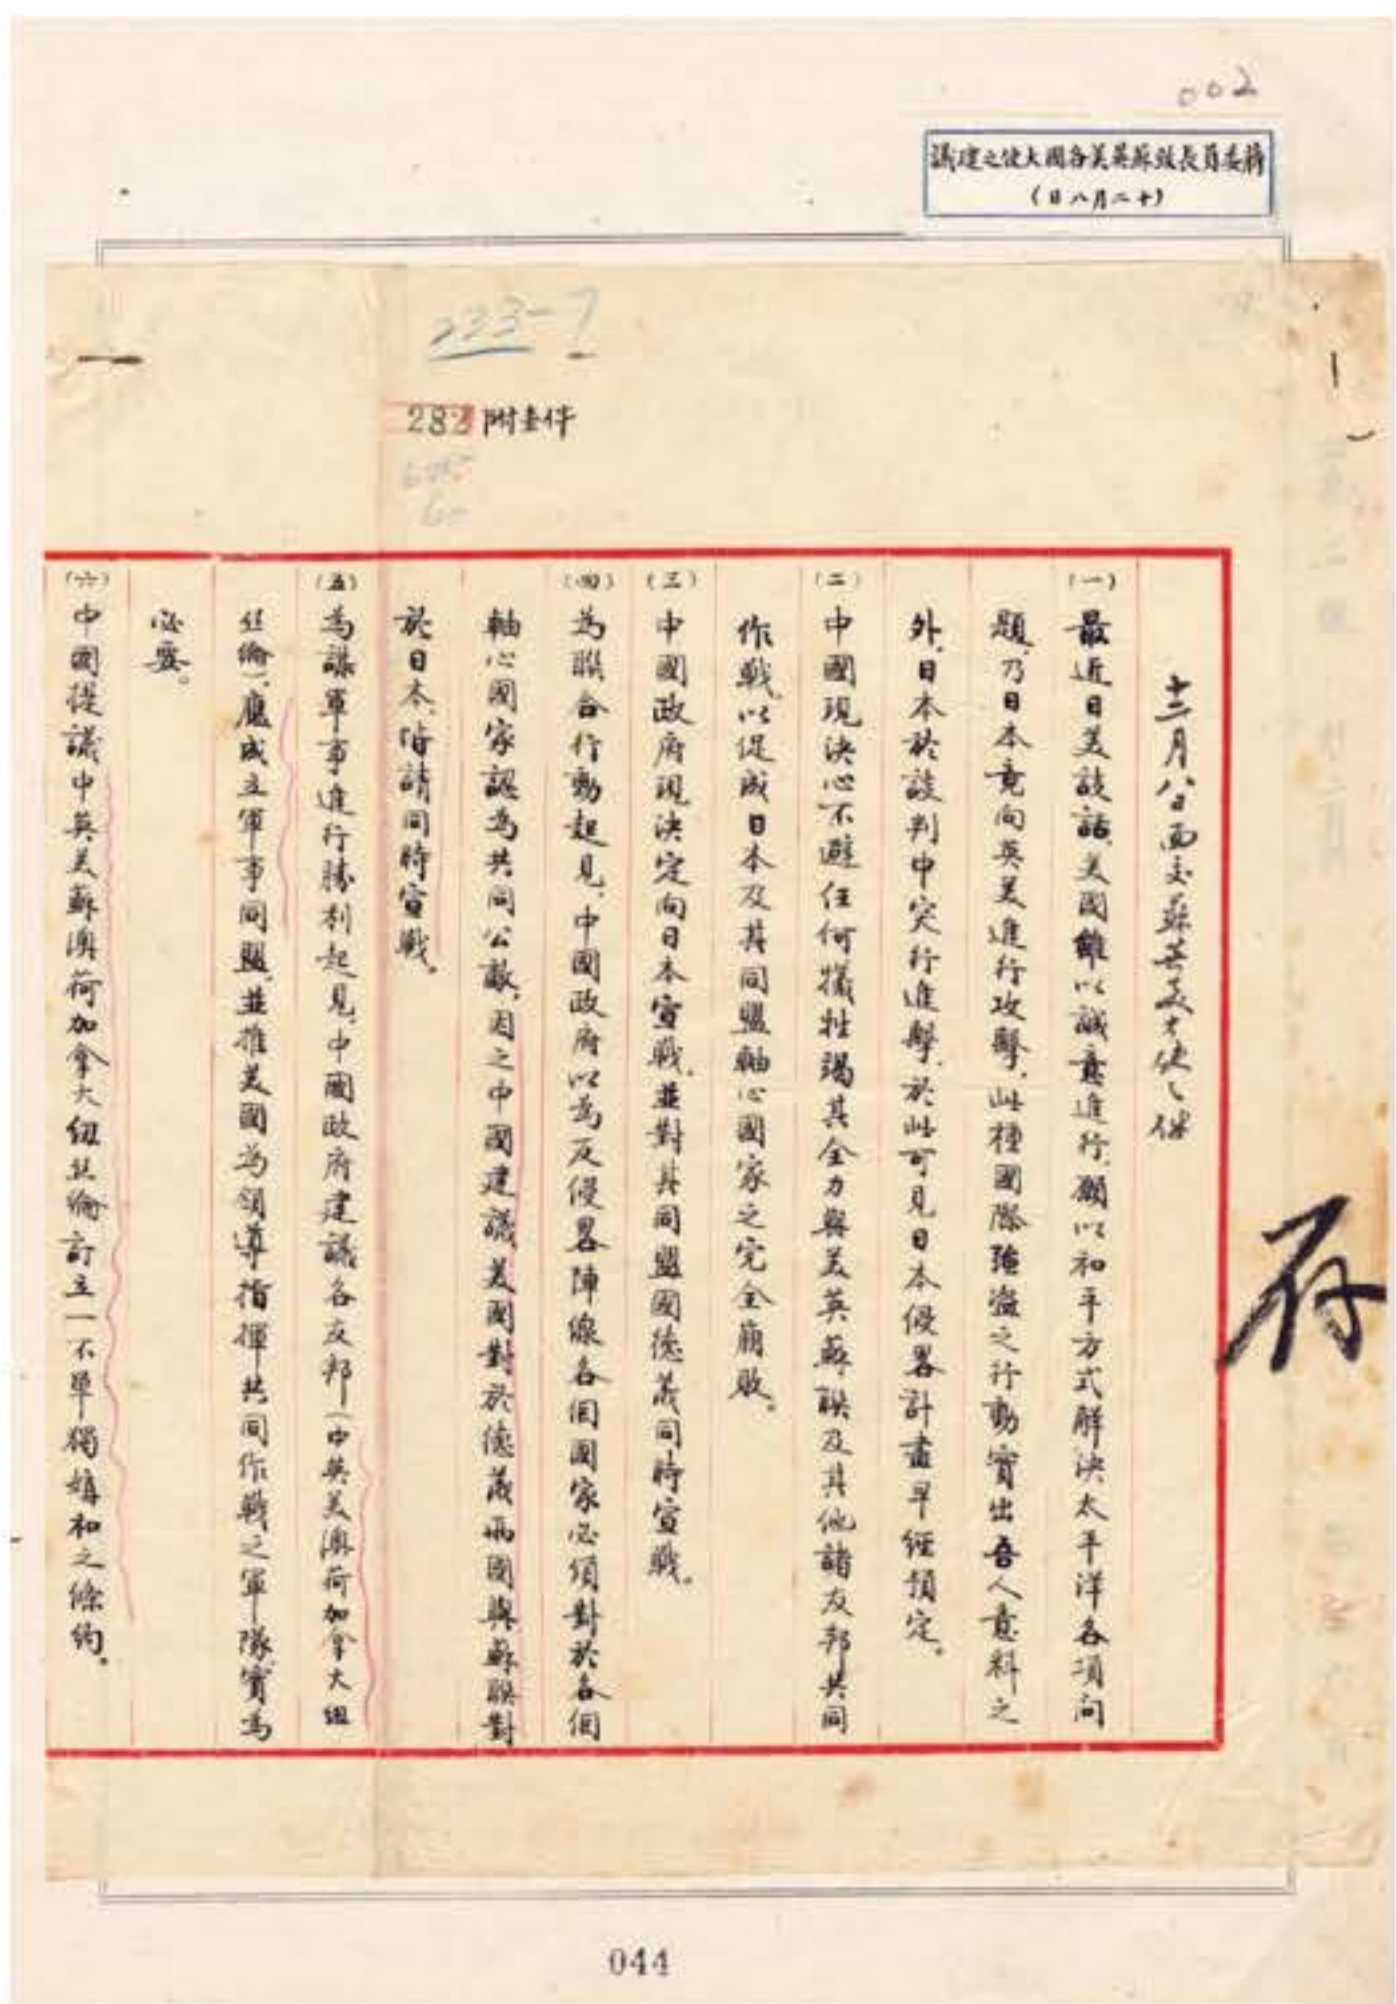 002
蔣委員長致蘇英美各國大使之建議
(十二月八日)
233-7
282 附壹件
存
十二月八日面交蘇英美大使之件
(一)最近日美談話、美國雖以誠意進行、願以和平方式解決太平洋各項問
題、乃日本竟向英美進行攻擊、此種國際強盜之行動實出吾人意料之
外、日本於談判中突行進擊、於此可見日本侵畧計畫早經預定。
(二)中國現決心不避任何犧牲竭其全力與美英蘇聯及其他諸友邦共同
作戰、以促成日本及其同盟軸心國家之完全崩敗。
(三)中國政府現決定向日本宣戰、並對其同盟國德義同時宣戰。
(四)為聯合行動起見、中國政府以為反侵畧陣線各個國家必須對於各個
軸心國家認為共同公敵、因之中國建議美國對於德義兩國與蘇聯對
於日本、皆請同時宣戰。
(五)為謀軍事進行勝利起見、中國政府建議各友邦(中英美澳荷加拿大紐
丝倫)、應成立軍事同盟、並推美國為領導指揮共同作戰之軍隊、實為
必要。
(六)中國提議中英美蘇澳荷加拿大紐丝倫訂立一不單獨媾和之條約。
044